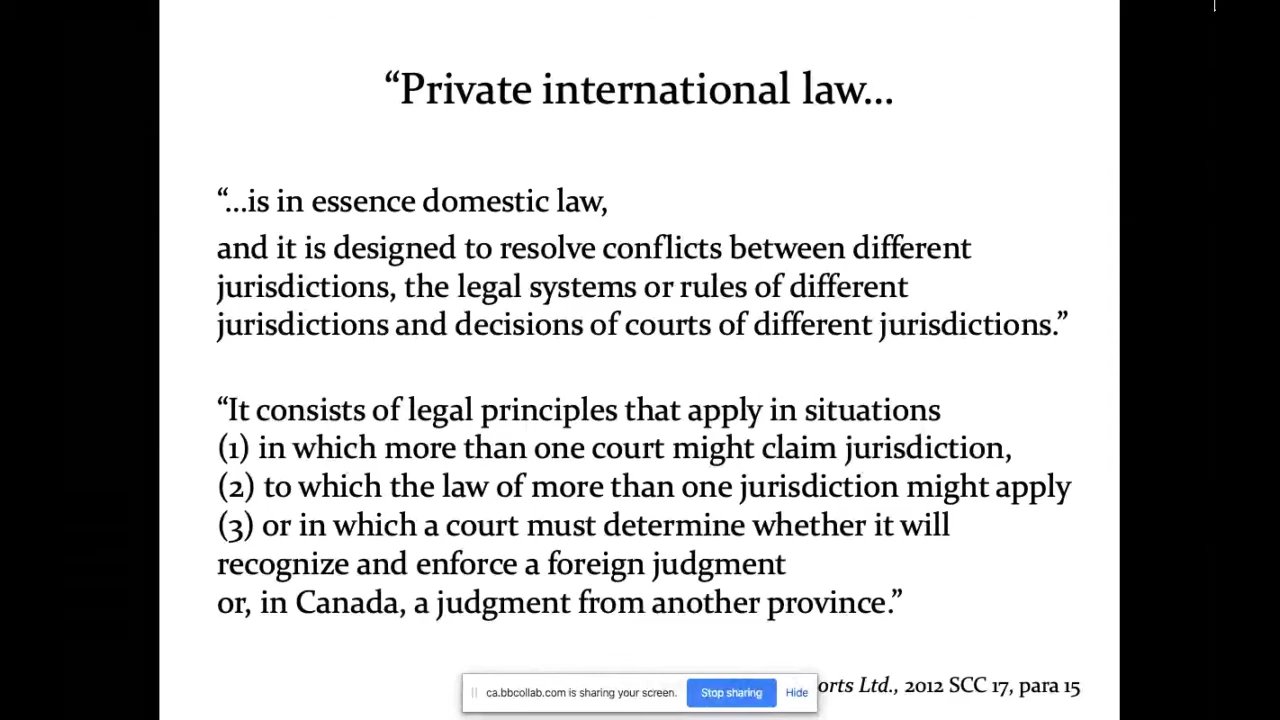 “Private international law...
“...is in essence domestic law,
and it is designed to resolve conflicts between different
jurisdictions, the legal systems or rules of different
jurisdictions and decisions of courts of different jurisdictions.”
“It consists of legal principles that apply in situations
(1) in which more than one court might claim jurisdiction,
(2) to which the law of more than one jurisdiction might apply
(3) or in which a court must determine whether it will
recognize and enforce a foreign judgment
or, in Canada, a judgment from another province.”
orts Ltd., 2012 SCC 17, para 15
ca.bbcollab.com is sharing your screen. Stop sharing Hide